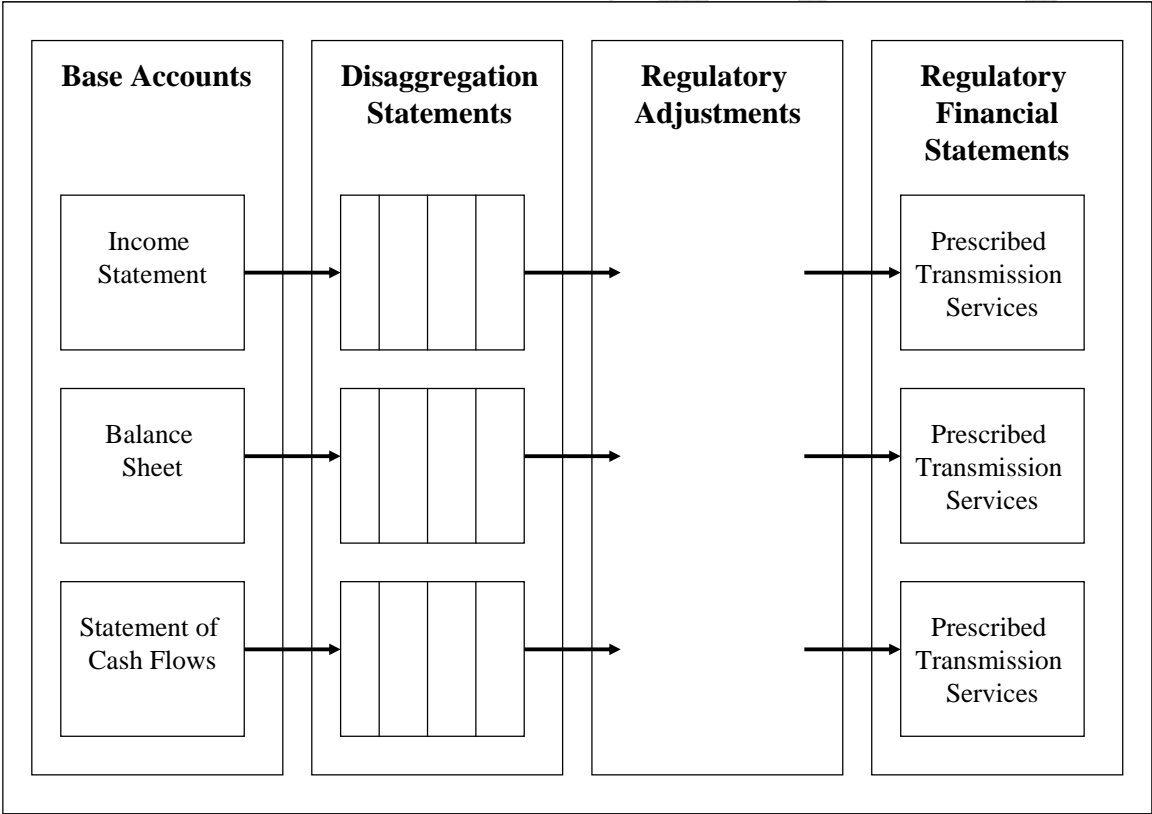 Base Accounts
Disaggregation
Statements
Regulatory
Adjustments
Regulatory
Financial
Statements
Income
Statement
Prescribed
Transmission
Services
Balance
Sheet
Prescribed
Transmission
Services
Statement of
Cash Flows
Prescribed
Transmission
Services